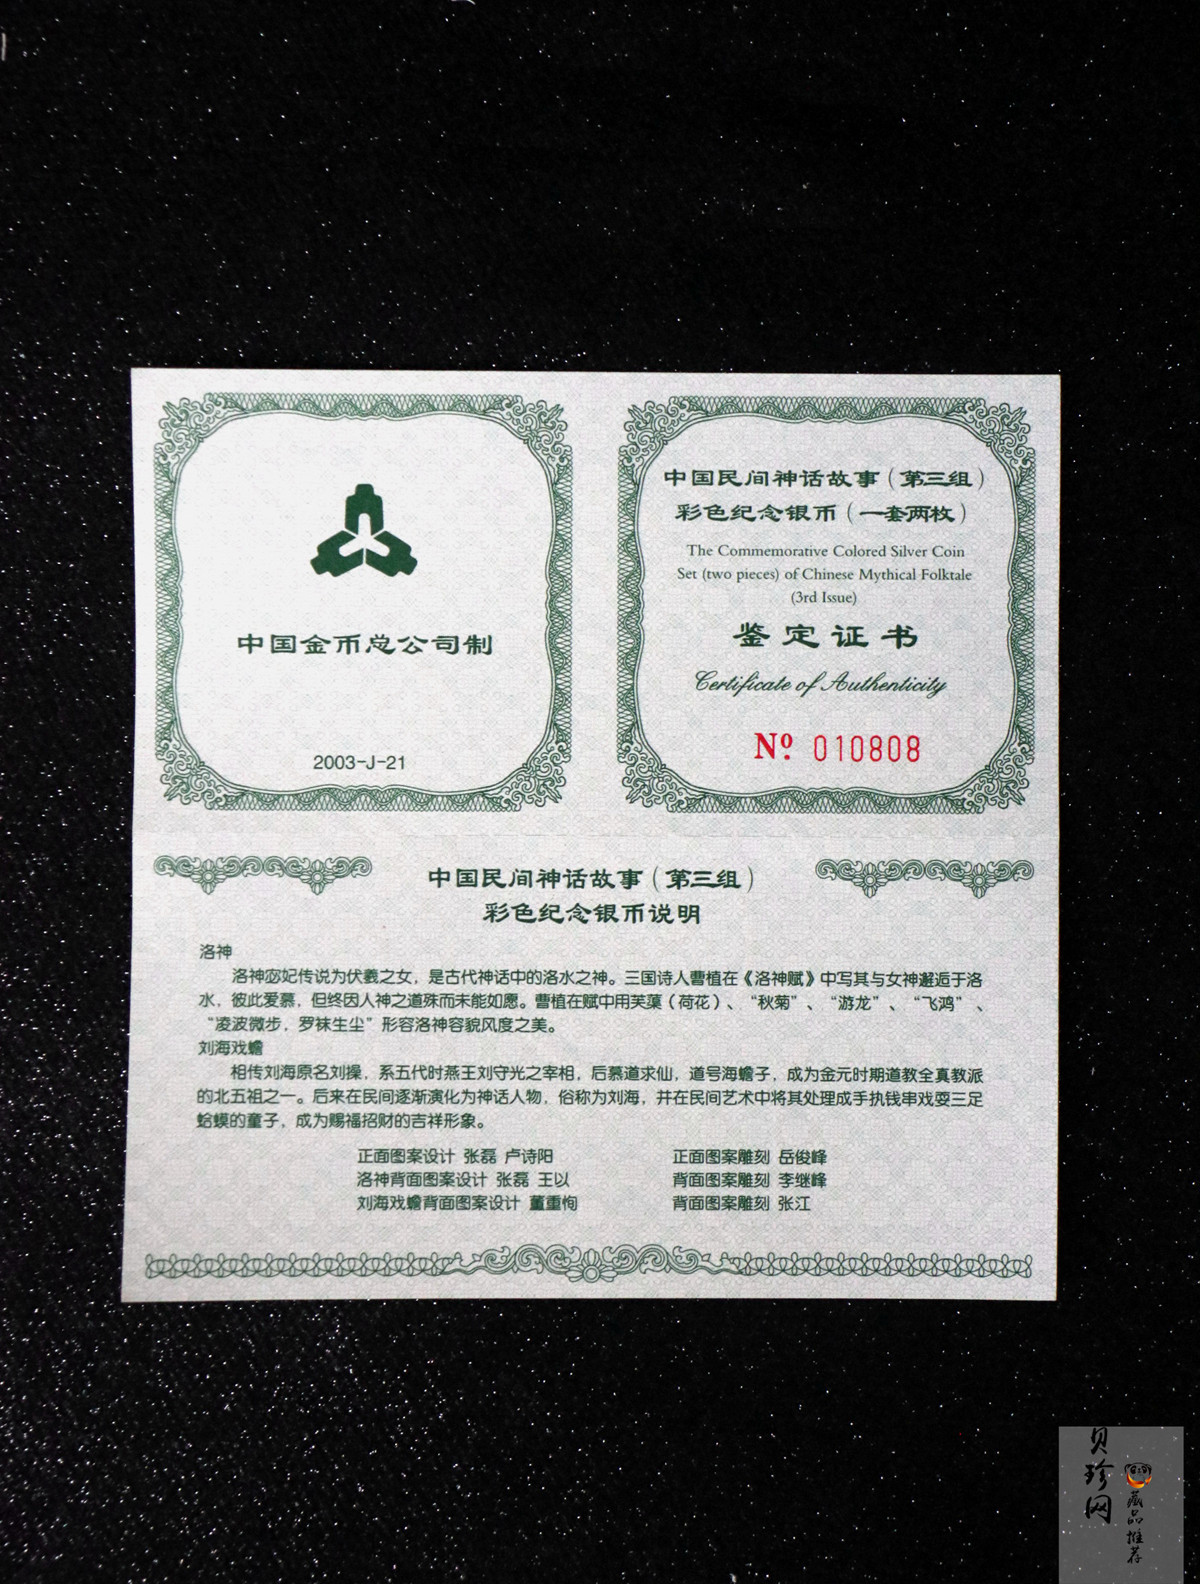 中国金币总公司制
2003-J-21
中国民间神话故事(第三组)
彩色纪念银币(一套两枚)
The Commemorative Colored Silver Coin
Set (two pieces) of Chinese Mythical Folktale
(3rd Issue)
鉴定证书
Certificate of Authenticity
Nº. 010808
中国民间神话故事(第三组)
彩色纪念银币说明
洛神
洛神宓妃传说为伏羲之女，是古代神话中的洛水之神。三国诗人曹植在《洛神赋》中写其与女神邂逅于洛
水，彼此爱慕，但终因人神之道殊而未能如愿。曹植在赋中用芙蕖(荷花)、“秋菊”、“游龙”、“飞鸿”、
“凌波微步，罗袜生尘”形容洛神容貌风度之美。
刘海戏蟾
相传刘海原名刘操，系五代时燕王刘守光之宰相，后慕道求仙，道号海蟾子，成为金元时期道教全真教派
的北五祖之一。后来在民间逐渐演化为神话人物，俗称为刘海，并在民间艺术中将其处理成手执钱串戏耍三足
蛤蟆的童子，成为赐福招财的吉祥形象。
正面图案设计 张磊 卢诗阳
正面图案雕刻 岳俊峰
洛神背面图案设计 张磊 王以
背面图案雕刻 李继峰
刘海戏蟾背面图案设计 董重恂
背面图案雕刻 张江
贝珍网
藏品推荐